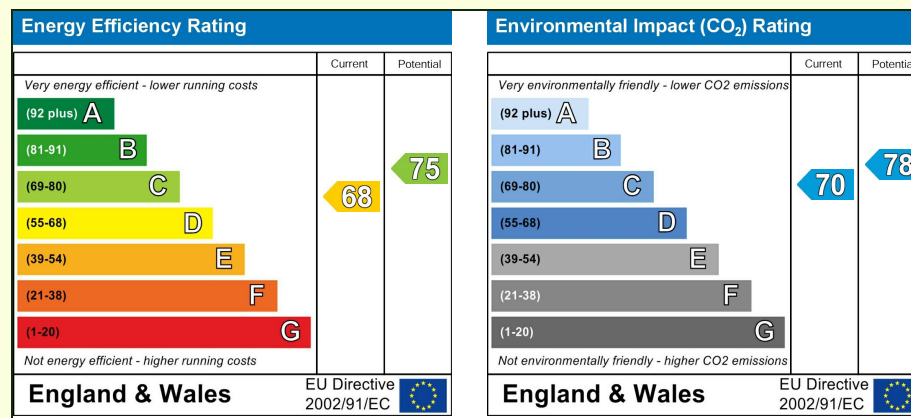 Energy Efficiency Rating
Current Potential
Very energy efficient - lower running costs
(92 plus) A
(81-91) B
(69-80) C
(55-68) D
(39-54) E
(21-38) F
(1-20) G
68
75
Not energy efficient - higher running costs
England & Wales
EU Directive
2002/91/EC
Environmental Impact (CO₂) Rating
Current Potential
Very environmentally friendly - lower CO2 emissions
(92 plus) A
(81-91) B
(69-80) C
(55-68) D
(39-54) E
(21-38) F
(1-20) G
70
78
Not environmentally friendly - higher CO2 emissions
England & Wales
EU Directive
2002/91/EC